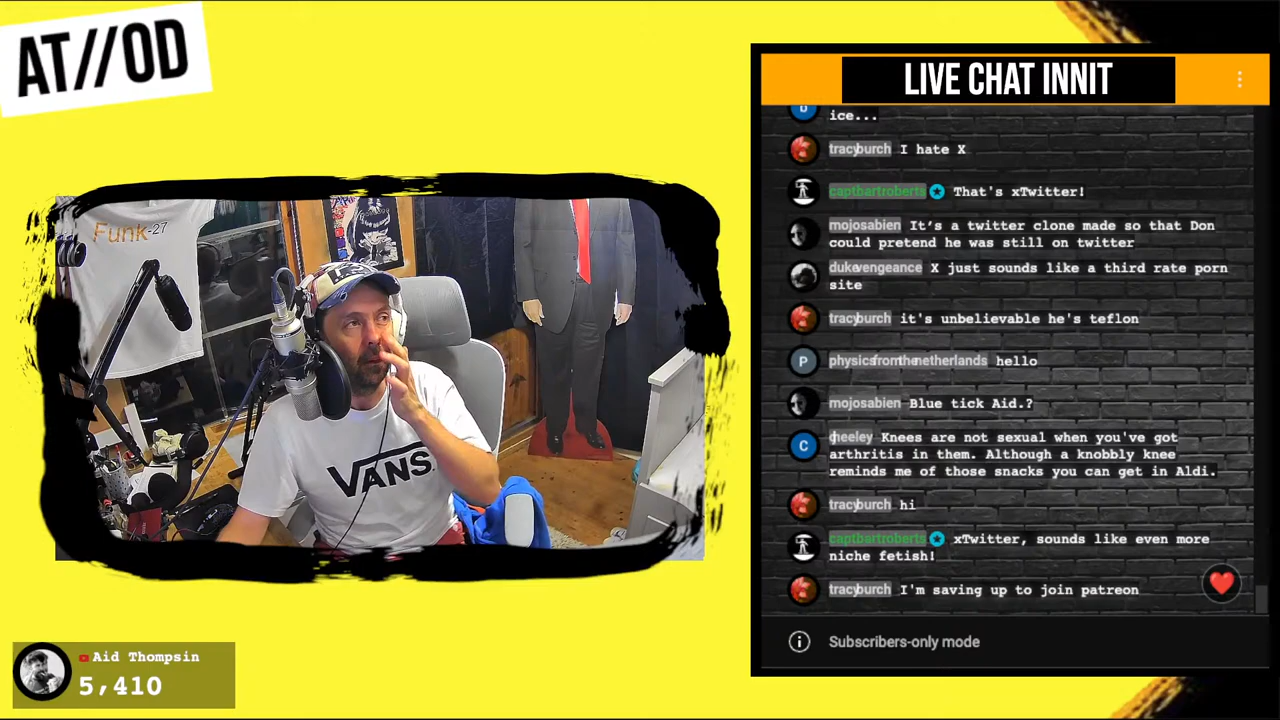 AT//OD
LIVE CHAT INNIT
ice...
tracyburch I hate X
captbartroberts That's xTwitter!
mojosabien It's a twitter clone made so that Don
could pretend he was still on twitter
dukevengeance X just sounds like a third rate porn
site
tracyburch it's unbelievable he's teflon
P physicsfromthenetherlands hello
mojosabien Blue tick Aid.?
C cheeley Knees are not sexual when you've got
arthritis in them. Although a knobbly knee
reminds me of those snacks you can get in Aldi.
tracyburch hi
captbartroberts xTwitter, sounds like even more
niche fetish!
tracyburch I'm saving up to join patreon
Subscribers-only mode
Funk-27
VANS
Aid Thompsin
5,410